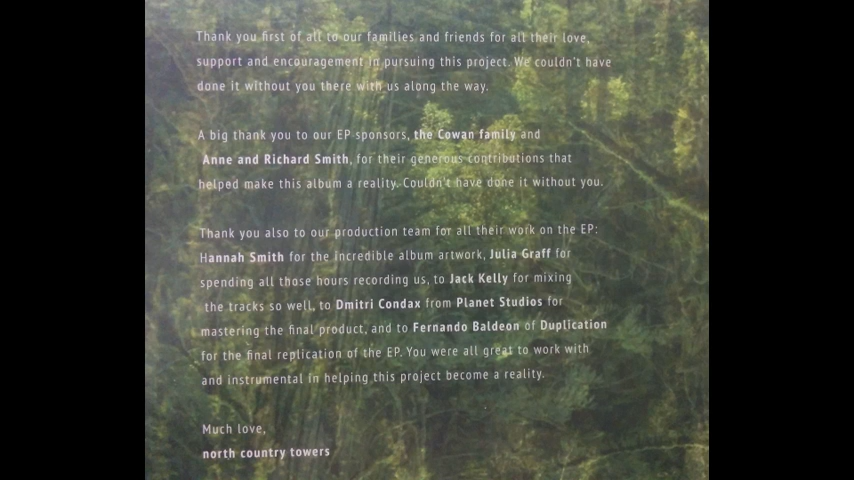 Thank you first of all to our families and friends for all their love,
support and encouragement in pursuing this project. We couldn't have
done it without you there with us along the way.
A big thank you to our EP sponsors, the Cowan family and
Anne and Richard Smith, for their generous contributions that
helped make this album a reality. Couldn't have done it without you.
Thank you also to our production team for all their work on the EP:
Hannah Smith for the incredible album artwork, Julia Graff for
spending all those hours recording us, to Jack Kelly for mixing
the tracks so well, to Dmitri Condax from Planet Studios for
mastering the final product, and to Fernando Baldeon of Duplication
for the final replication of the EP. You were all great to work with
and instrumental in helping this project become a reality.
Much love,
north country towers